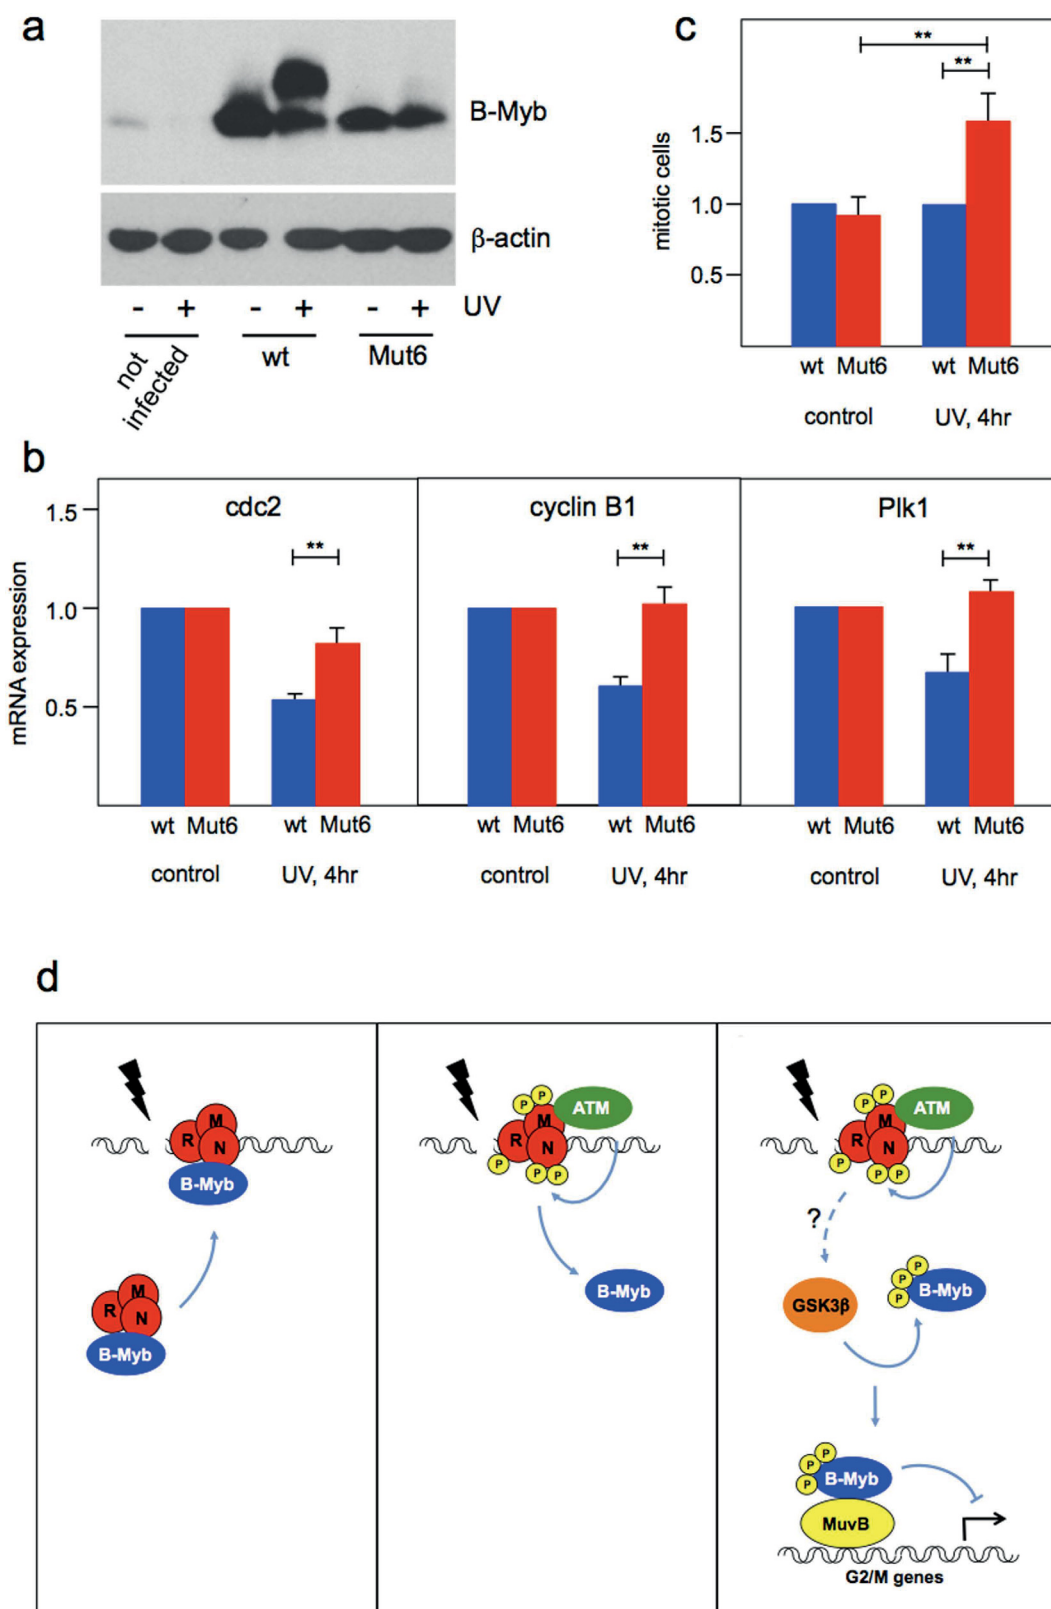 a
B-Myb
β-actin
- + - + - + UV
not infected
wt
Mut6
c
**
**
mitotic cells
1.5
1.0
0.5
wt Mut6 wt Mut6
control UV, 4hr
b
mRNA expression
1.5
1.0
0.5
cdc2
cyclin B1
Plk1
**
**
**
wt Mut6 wt Mut6 wt Mut6 wt Mut6 wt Mut6 wt Mut6
control UV, 4hr control UV, 4hr control UV, 4hr
d
M
R
N
B-Myb
M
R
N
B-Myb
P
P
ATM
M
R
N
P
P
P
B-Myb
P
P
ATM
M
R
N
P
P
P
?
GSK3β
P
P
P
B-Myb
P
P
P
B-Myb
MuvB
G2/M genes